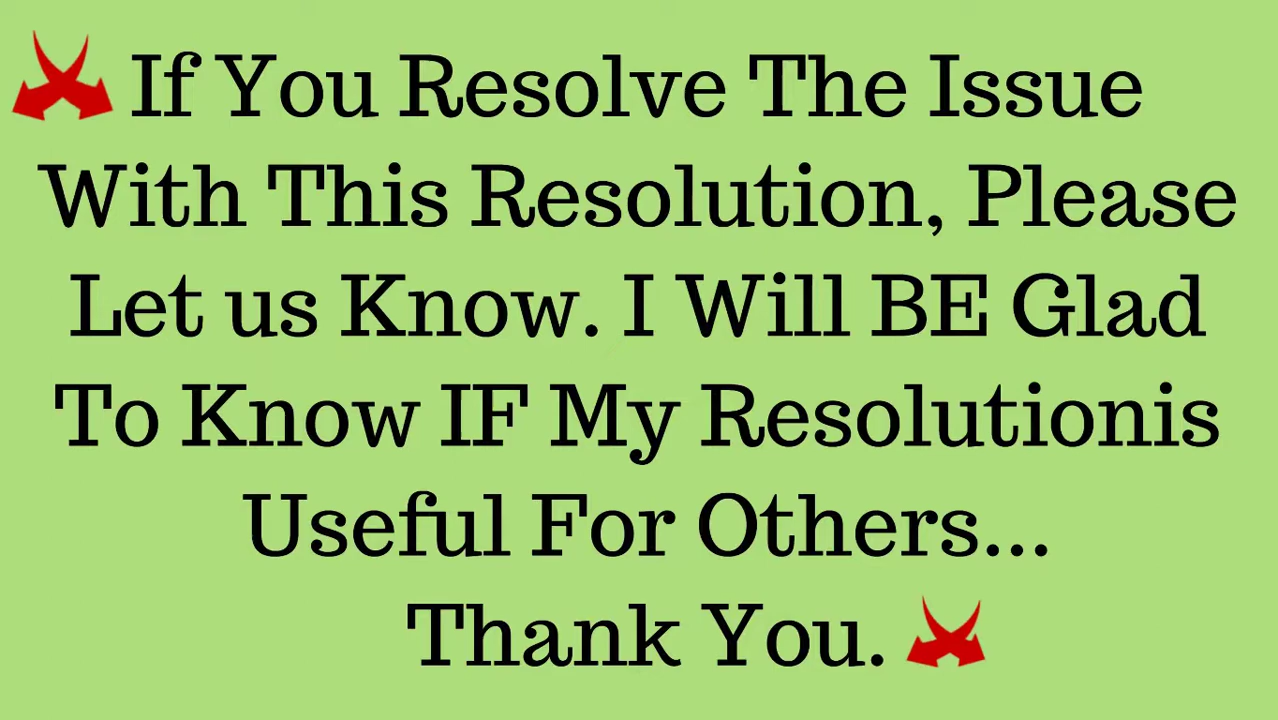 If You Resolve The Issue
With This Resolution, Please
Let us Know. I Will BE Glad
To Know IF My Resolutionis
Useful For Others...
Thank You.